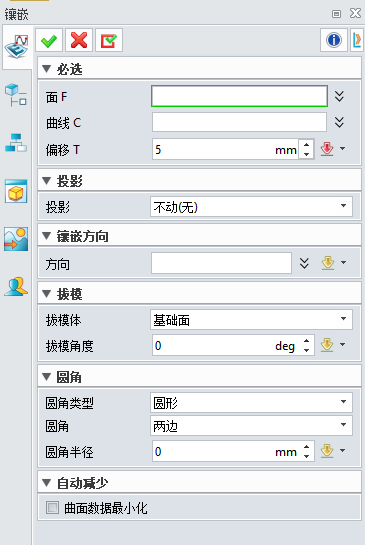 镶嵌
必选
面 F
曲线 C
偏移 T 5 mm
投影
投影 不动(无)
镶嵌方向
方向
拔模
拔模体 基础面
拔模角度 0 deg
圆角
圆角类型 圆形
圆角 两边
圆角半径 0 mm
自动减少
曲面数据最小化